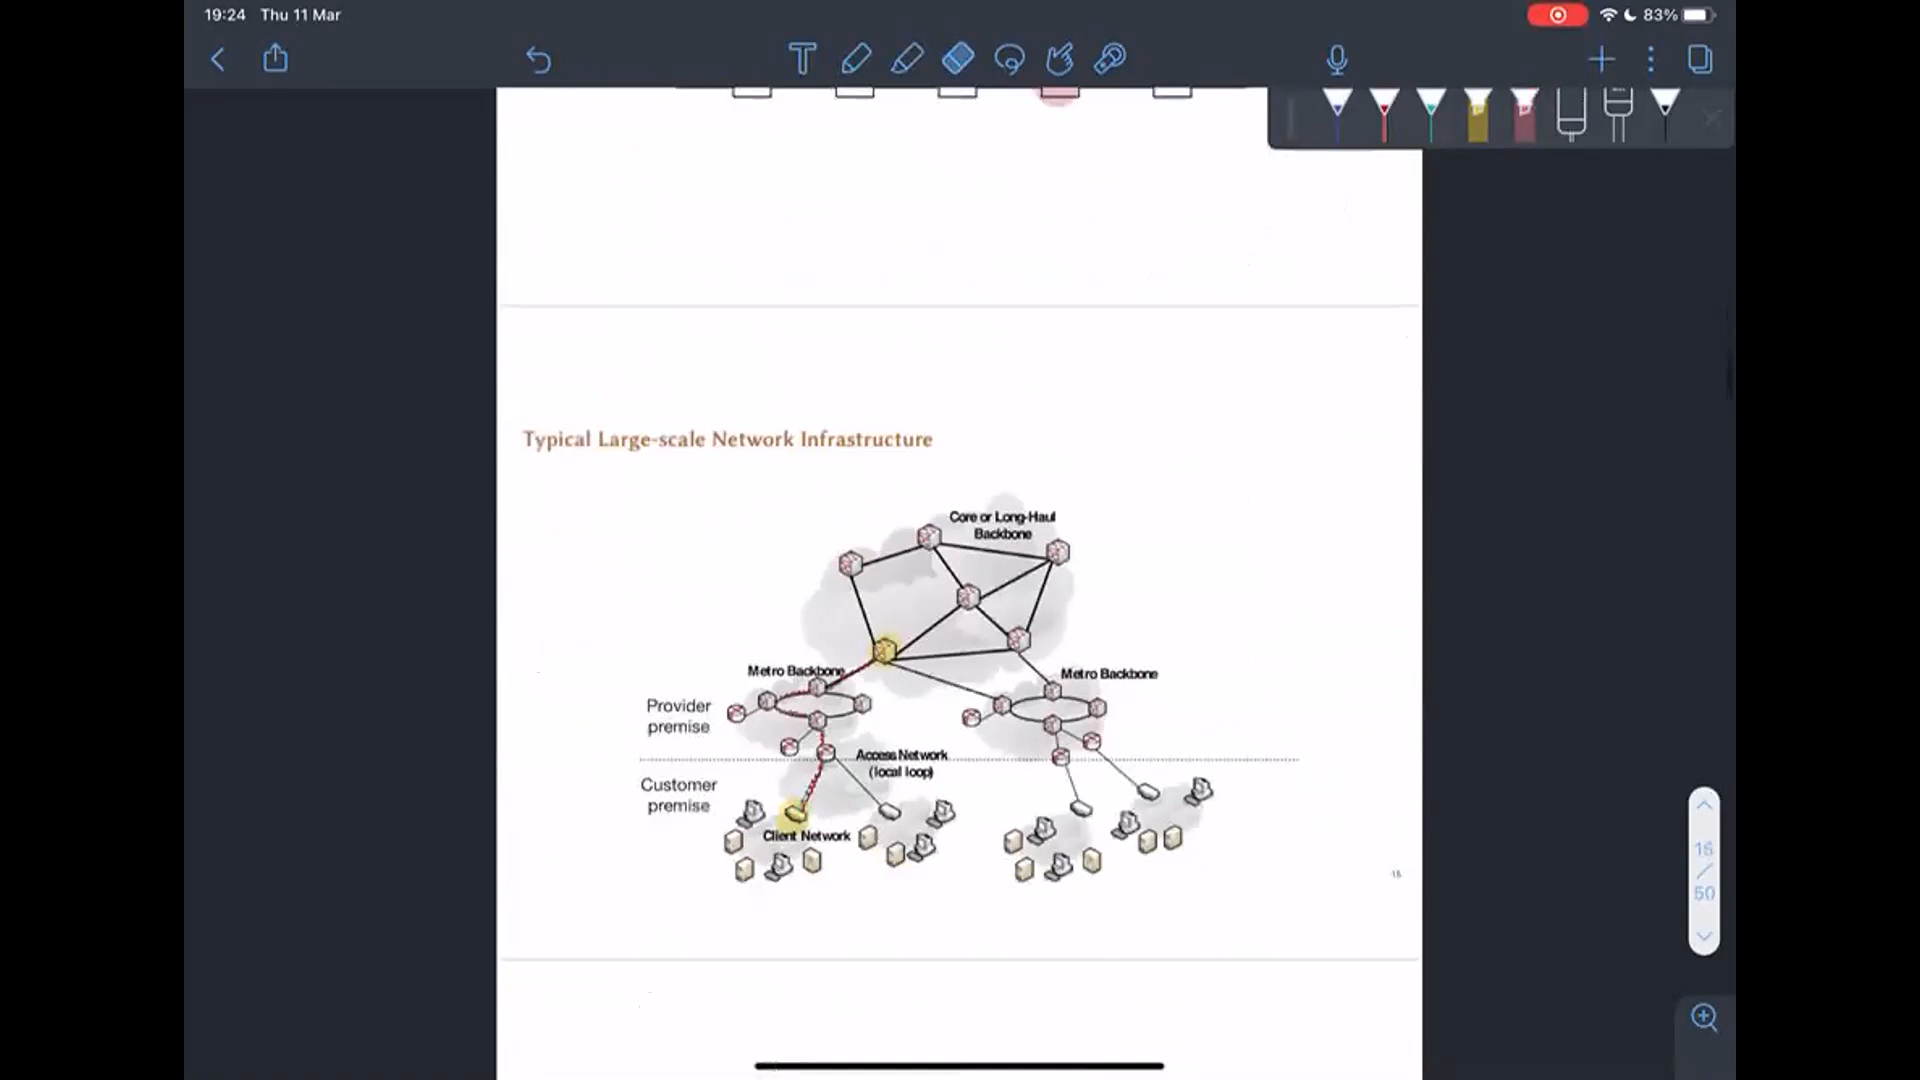 19:24 Thu 11 Mar
83%
Typical Large-scale Network Infrastructure
Core or Long-Haul
Backbone
Metro Backbone
Metro Backbone
Provider
premise
Access Network
(local loop)
Customer
premise
Client Network
15
16
/
50